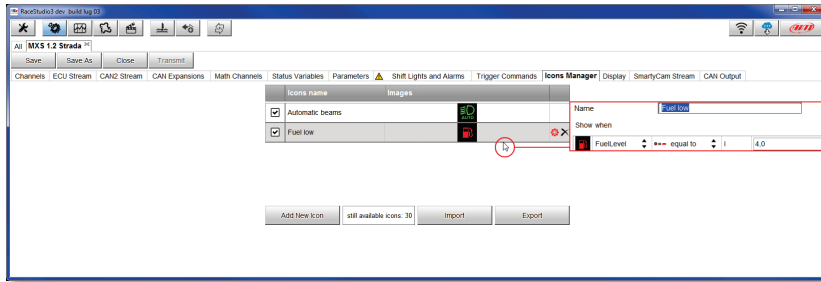 RaceStudio3 dev build lug 03
AiM
All MXS 1.2 Strada
Save Save As Close Transmit
Channels ECU Stream CAN2 Stream CAN Expansions Math Channels Status Variables Parameters Shift Lights and Alarms Trigger Commands Icons Manager Display SmartyCam Stream CAN Output
Icons name Images
Automatic beams AUTO
Fuel low
Name Fuel low
Show when
FuelLevel equal to l 4,0
Add New Icon still available icons: 30 Import Export